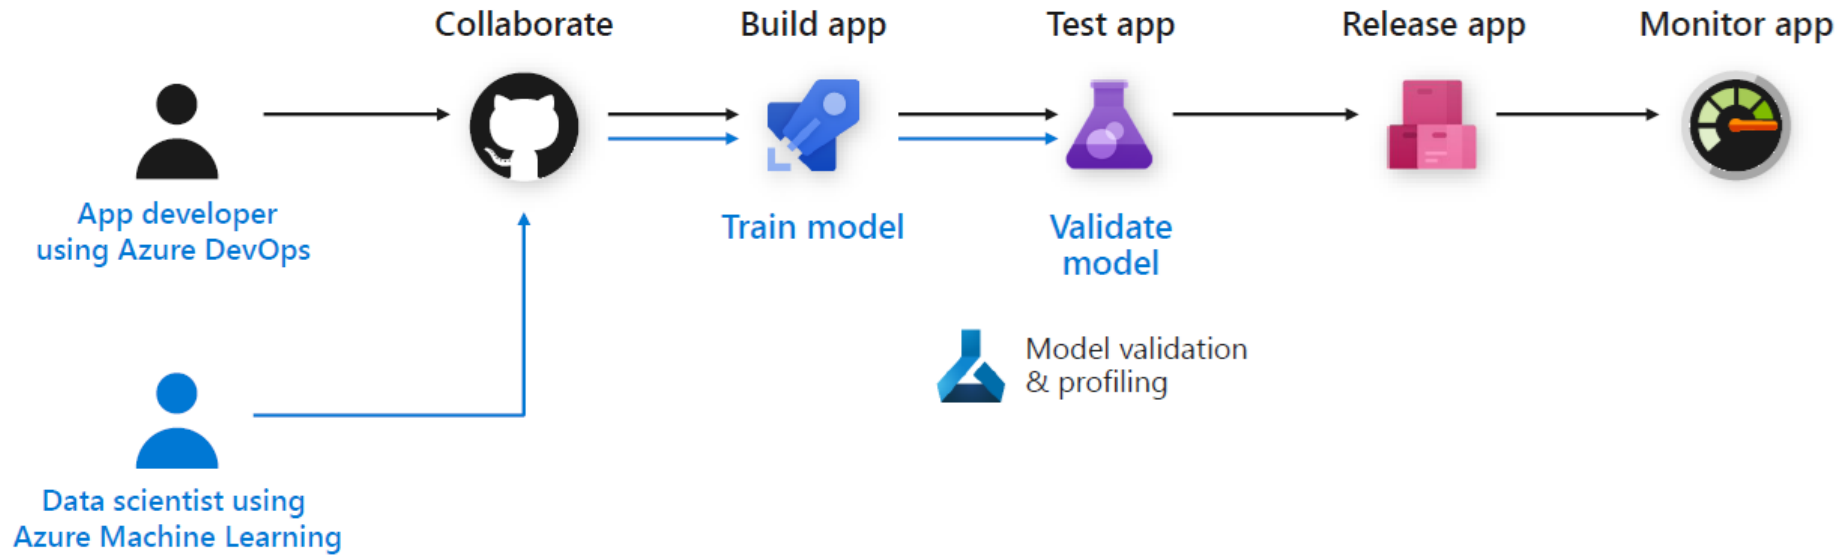 Collaborate
Build app
Test app
Release app
Monitor app
App developer
using Azure DevOps
Train model
Validate
model
Model validation
& profiling
Data scientist using
Azure Machine Learning